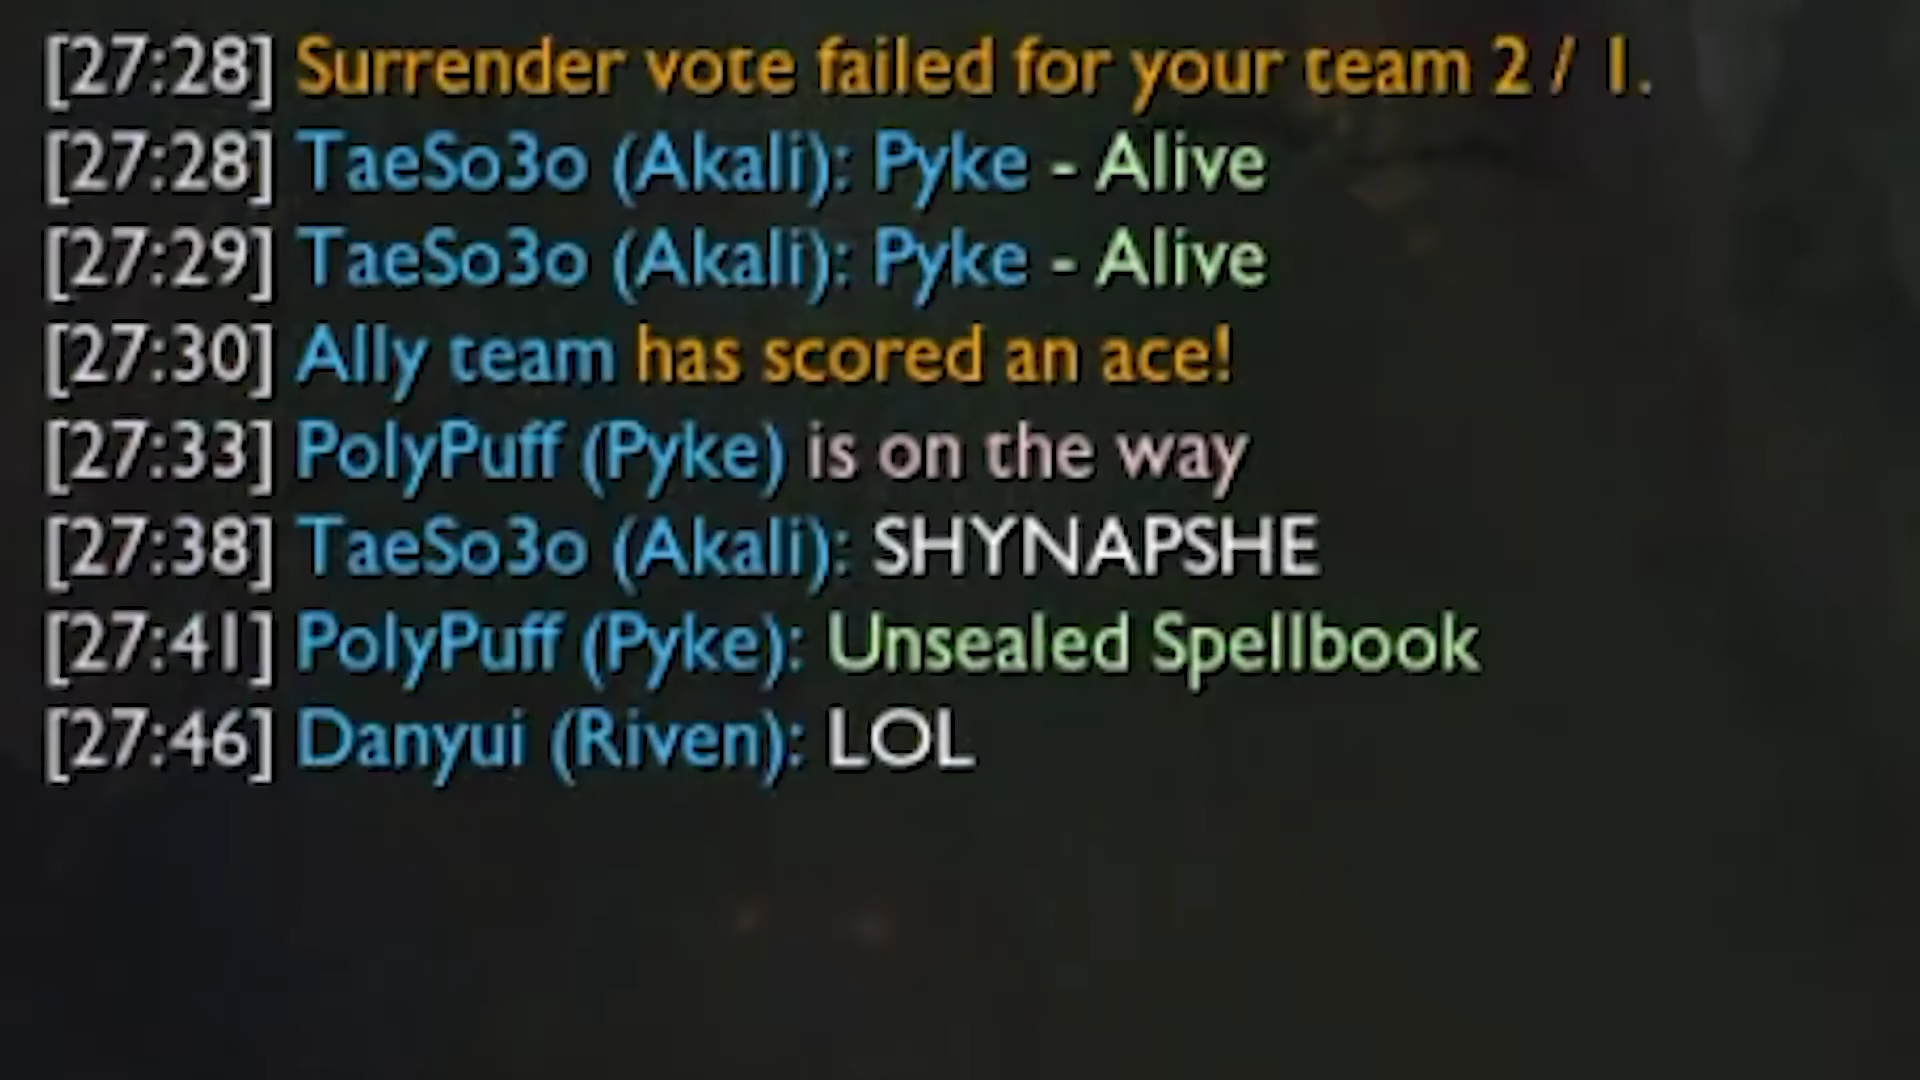 [27:28] Surrender vote failed for your team 2 / 1.
[27:28] TaeSo3o (Akali): Pyke - Alive
[27:29] TaeSo3o (Akali): Pyke - Alive
[27:30] Ally team has scored an ace!
[27:33] PolyPuff (Pyke) is on the way
[27:38] TaeSo3o (Akali): SHYNAPSHE
[27:41] PolyPuff (Pyke): Unsealed Spellbook
[27:46] Danyui (Riven): LOL